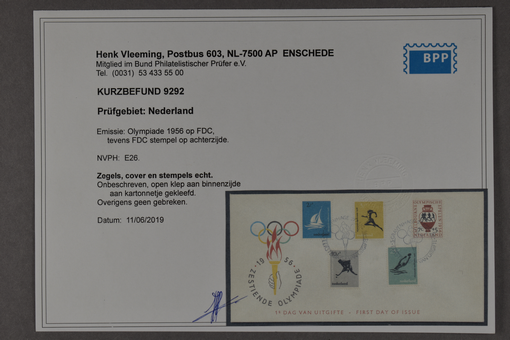 Henk Vleeming, Postbus 603, NL-7500 AP ENSCHEDE
Mitglied im Bund Philatelistischer Prüfer e.V.
Tel. (0031) 53 433 55 00
BPP
KURZBEFUND 9292
Prüfgebiet: Nederland
Emissie: Olympiade 1956 op FDC,
tevens FDC stempel op achterzijde.
NVPH: E26.
Zegels, cover en stempels echt.
Onbeschreven, open klep aan binnenzijde
aan kartonnetje gekleefd.
Overigens geen gebreken.
Datum: 11/06/2019
19 56
ZESTIENDE OLYMPIADE
1e DAG VAN UITGIFTE - FIRST DAY OF ISSUE